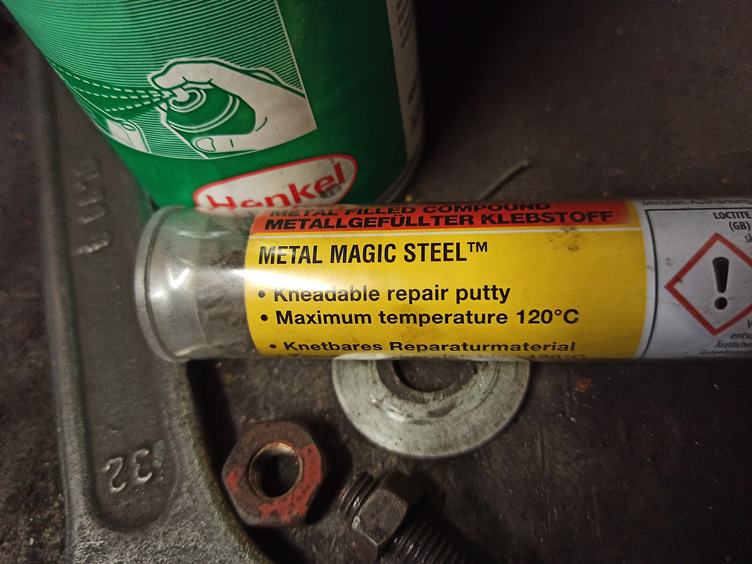 Henkel
METAL FILLED COMPOUND
METALLGEFÜLLTER KLEBSTOFF
METAL MAGIC STEEL™
• Kneadable repair putty
• Maximum temperature 120°C
• Knetbares Reparaturmaterial
LOCTITE
(GB)
32